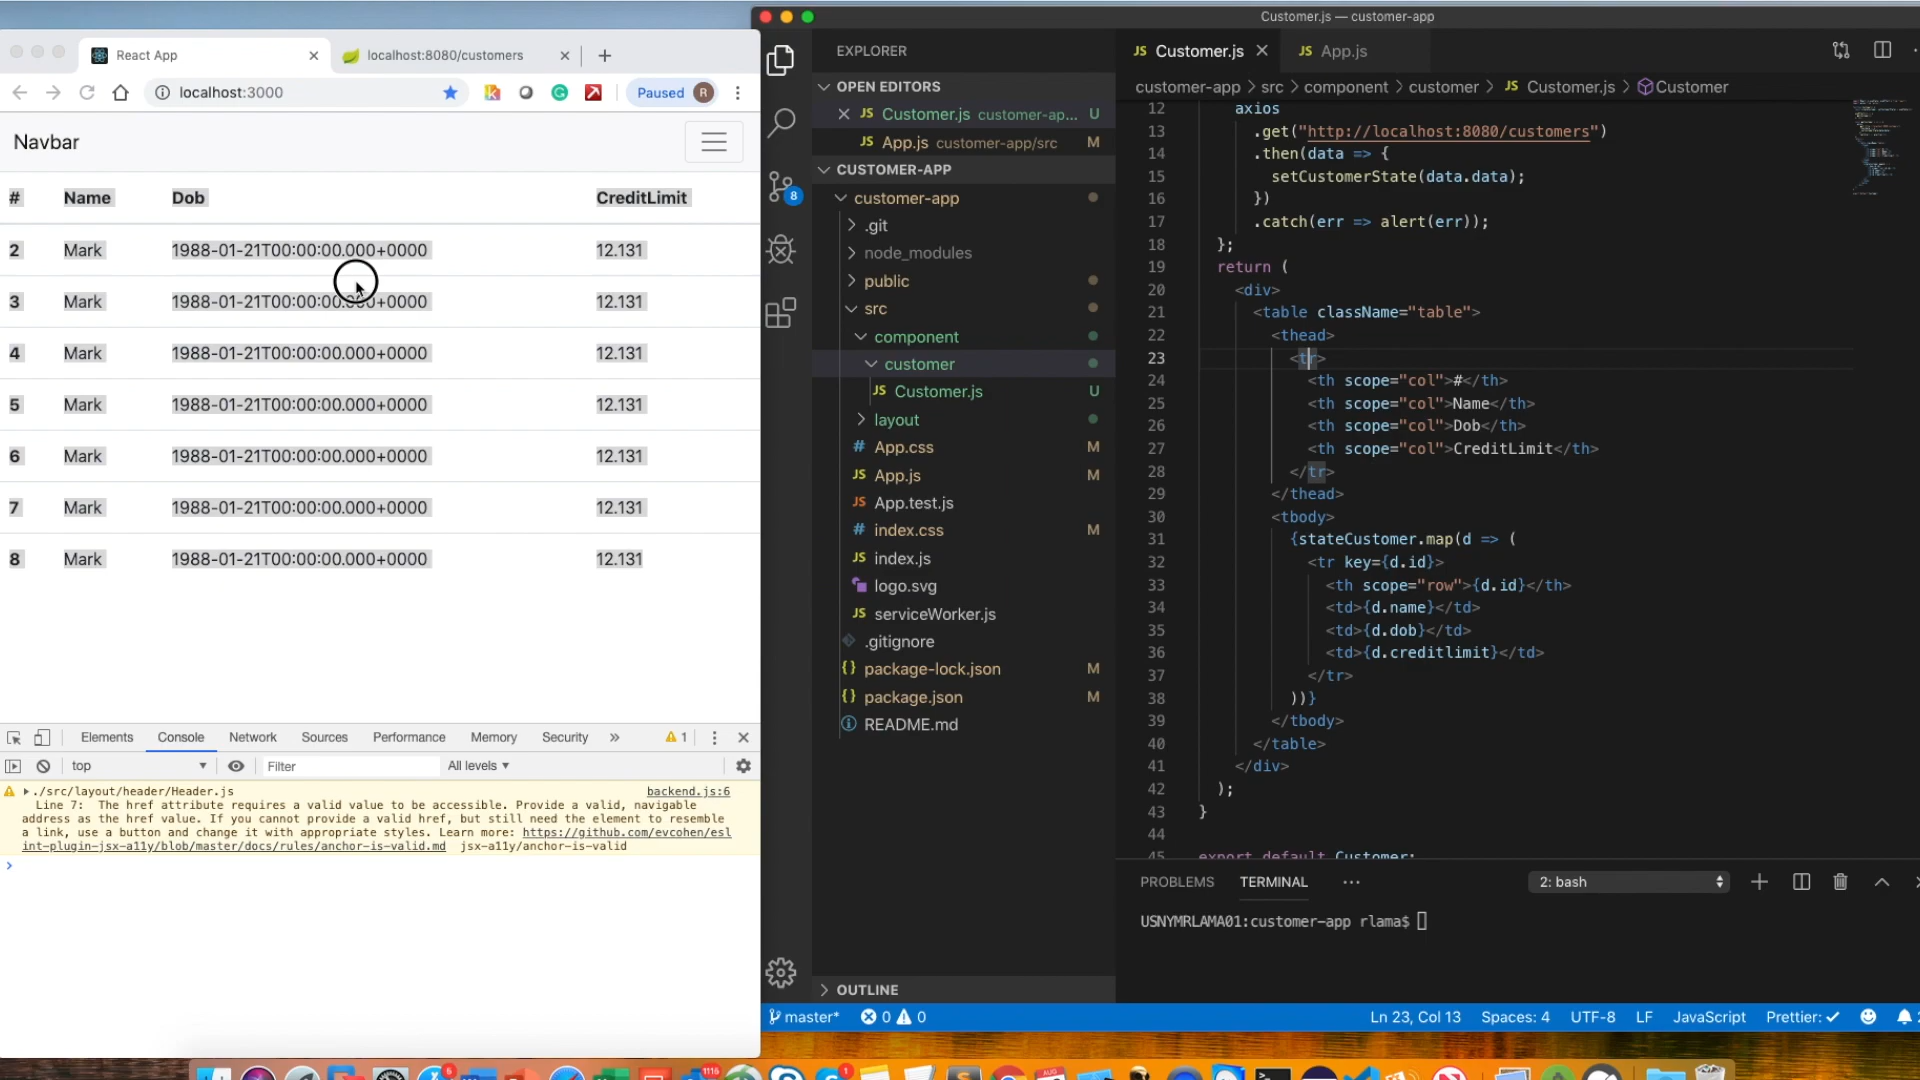 Customer.js — customer-app
React App
localhost:8080/customers
localhost:3000
Paused R
Navbar
# Name Dob CreditLimit
2 Mark 1988-01-21T00:00:00.000+0000 12.131
3 Mark 1988-01-21T00:00:00.000+0000 12.131
4 Mark 1988-01-21T00:00:00.000+0000 12.131
5 Mark 1988-01-21T00:00:00.000+0000 12.131
6 Mark 1988-01-21T00:00:00.000+0000 12.131
7 Mark 1988-01-21T00:00:00.000+0000 12.131
8 Mark 1988-01-21T00:00:00.000+0000 12.131
Elements Console Network Sources Performance Memory Security » 1
top Filter All levels
./src/layout/header/Header.js backend.js:6
Line 7: The href attribute requires a valid value to be accessible. Provide a valid, navigable
address as the href value. If you cannot provide a valid href, but still need the element to resemble
a link, use a button and change it with appropriate styles. Learn more: https://github.com/evcohen/esl
int-plugin-jsx-a11y/blob/master/docs/rules/anchor-is-valid.md jsx-a11y/anchor-is-valid
8
EXPLORER
OPEN EDITORS
JS Customer.js customer-ap... U
JS App.js customer-app/src M
CUSTOMER-APP
customer-app
.git
node_modules
public
src
component
customer
JS Customer.js U
layout
# App.css M
JS App.js M
JS App.test.js
# index.css M
JS index.js
logo.svg
JS serviceWorker.js
.gitignore
{} package-lock.json M
{} package.json M
README.md
OUTLINE
JS Customer.js
JS App.js
customer-app > src > component > customer > JS Customer.js > Customer
12 axios
13 .get("http://localhost:8080/customers")
14 .then(data => {
15 setCustomerState(data.data);
16 })
17 .catch(err => alert(err));
18 };
19 return (
20 <div>
21 <table className="table">
22 <thead>
23 <tr>
24 <th scope="col">#</th>
25 <th scope="col">Name</th>
26 <th scope="col">Dob</th>
27 <th scope="col">CreditLimit</th>
28 </tr>
29 </thead>
30 <tbody>
31 {stateCustomer.map(d => (
32 <tr key={d.id}>
33 <th scope="row">{d.id}</th>
34 <td>{d.name}</td>
35 <td>{d.dob}</td>
36 <td>{d.creditlimit}</td>
37 </tr>
38 ))}
39 </tbody>
40 </table>
41 </div>
42 );
43 }
44
45 export default Customer;
PROBLEMS TERMINAL ··· 2: bash
USNYMRLAMA01:customer-app rlama$
master* 0 0 Ln 23, Col 13 Spaces: 4 UTF-8 LF JavaScript Prettier: ✓